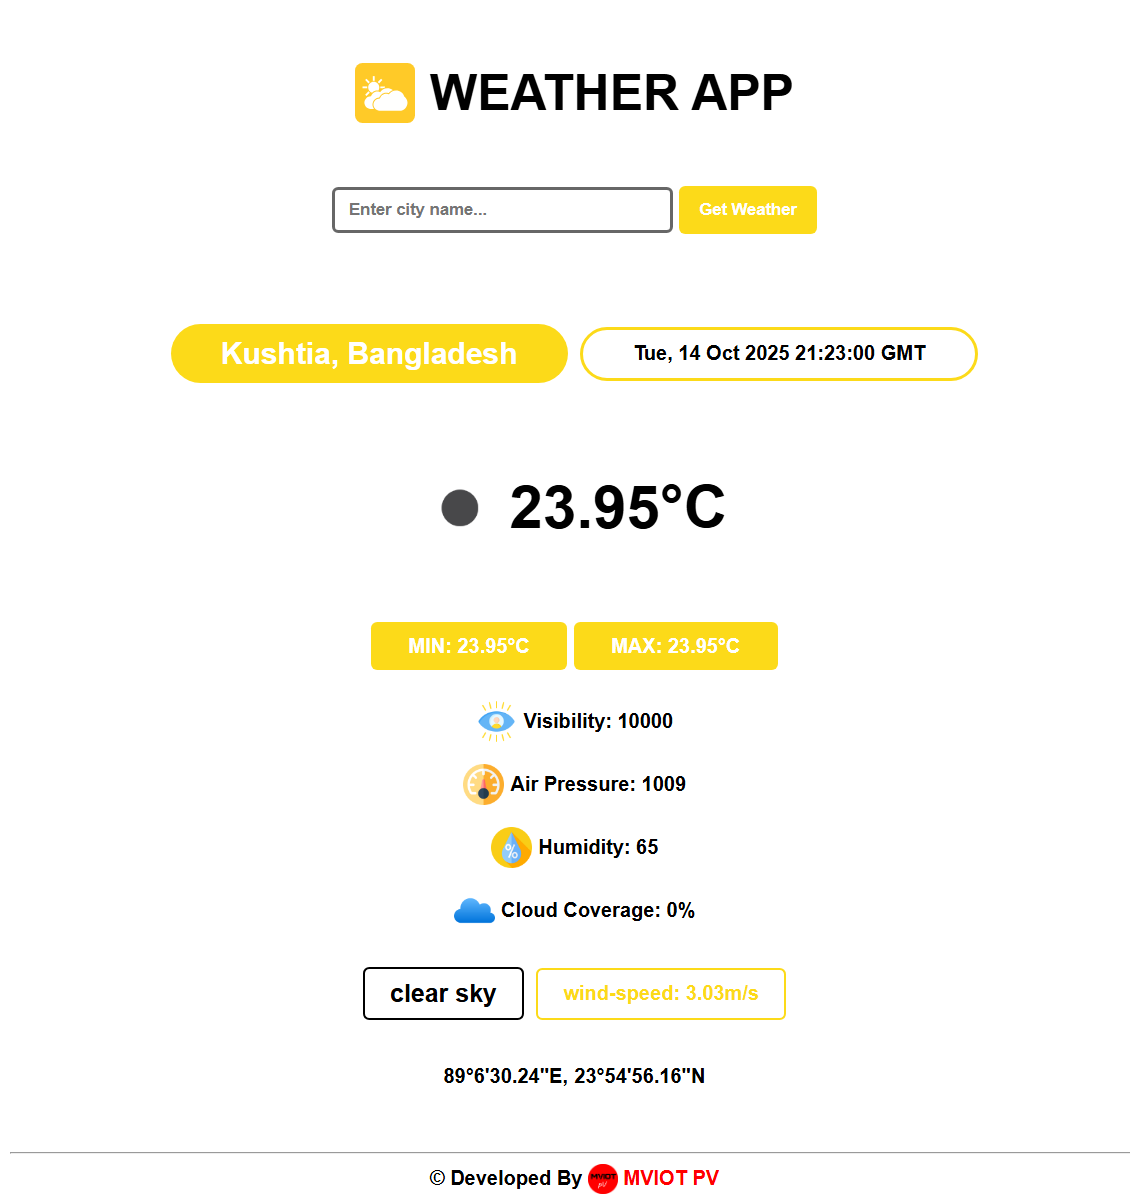 WEATHER APP
Enter city name...
Get Weather
Kushtia, Bangladesh
Tue, 14 Oct 2025 21:23:00 GMT
23.95°C
MIN: 23.95°C
MAX: 23.95°C
Visibility: 10000
Air Pressure: 1009
%
Humidity: 65
Cloud Coverage: 0%
clear sky
wind-speed: 3.03m/s
89°6'30.24"E, 23°54'56.16"N
© Developed By MVIOT PV MVIOT PV